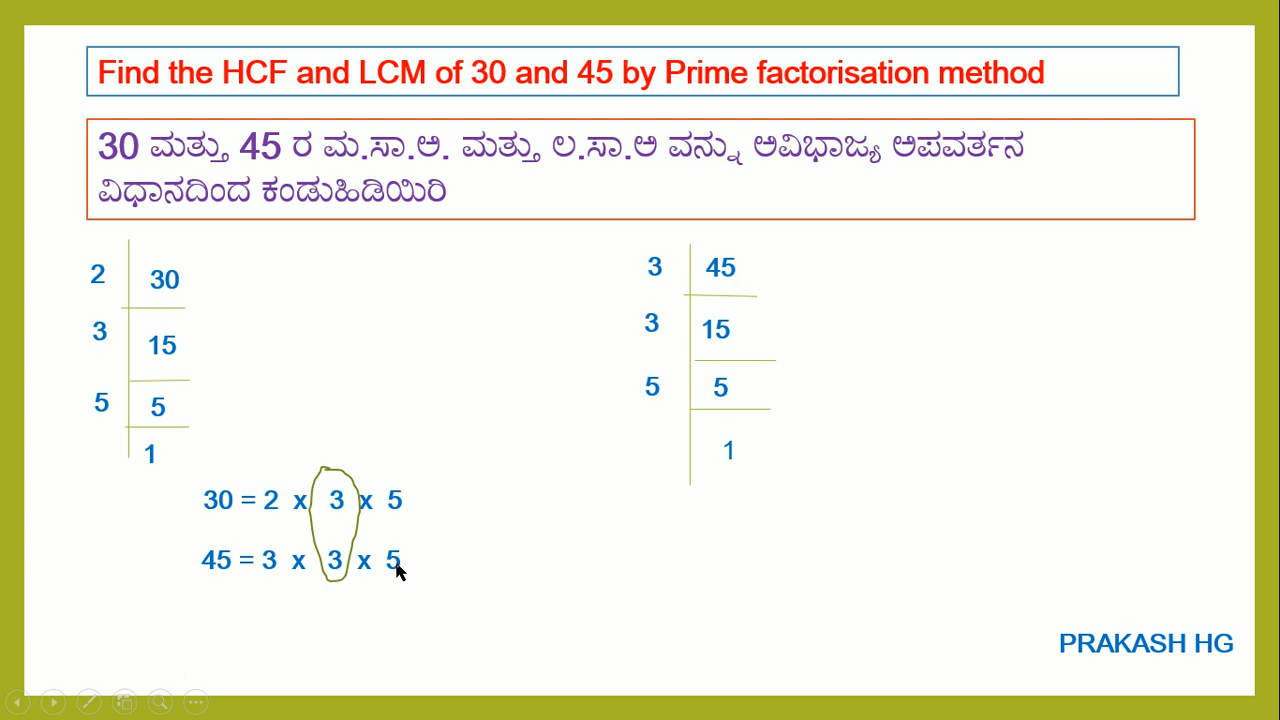 Find the HCF and LCM of 30 and 45 by Prime factorisation method
30 ಮತ್ತು 45 ರ ಮ.ಸಾ.ಅ. ಮತ್ತು ಲ.ಸಾ.ಅ ವನ್ನು ಅವಿಭಾಜ್ಯ ಅಪವರ್ತನ
ವಿಧಾನದಿಂದ ಕಂಡುಹಿಡಿಯಿರಿ
2 30
3 15
5 5
1
3 45
3 15
5 5
1
30 = 2 x 3 x 5
45 = 3 x 3 x 5
PRAKASH HG